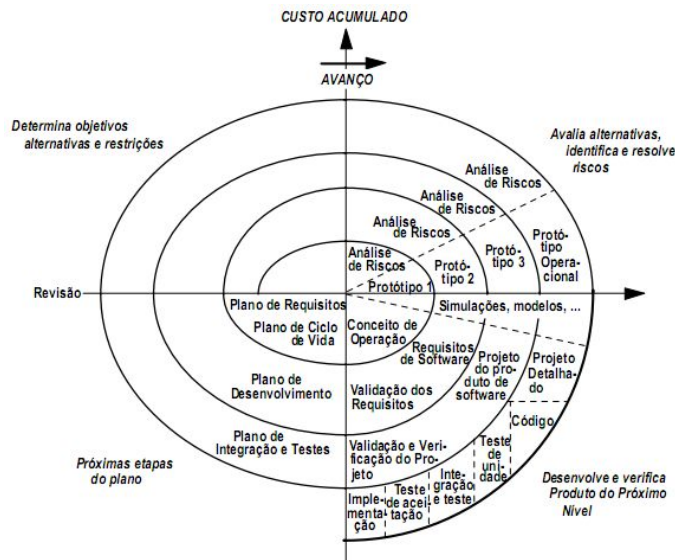 CUSTO ACUMULADO
AVANÇO
Determina objetivos
alternativas e restrições
Avalia alternativas,
identifica e resolve
riscos
Análise
de Riscos
Análise
de Riscos
Análise
de Riscos
Análise
de Riscos
Protótipo 1
Protó-
tipo 2
Protó-
tipo 3
Protó-
tipo
Opera-
cional
Revisão
Simulações, modelos, ...
Plano de Requisitos
Plano de Ciclo
de Vida
Conceito de
Operação
Requisitos
de Software
Projeto
do pro-
duto de
software
Projeto
Detalha-
do
Plano de
Desenvolvimento
Validação dos
Requisitos
Código
Plano de
Integração e Testes
Validação e Veri-
ficação do Pro-
jeto
Teste
de uni-
dade
Inte-
gração
e teste
Teste
de acei-
tação
Imple-
menta-
ção
Próximas etapas
do plano
Desenvolve e verifica
Produto do Próximo
Nivel